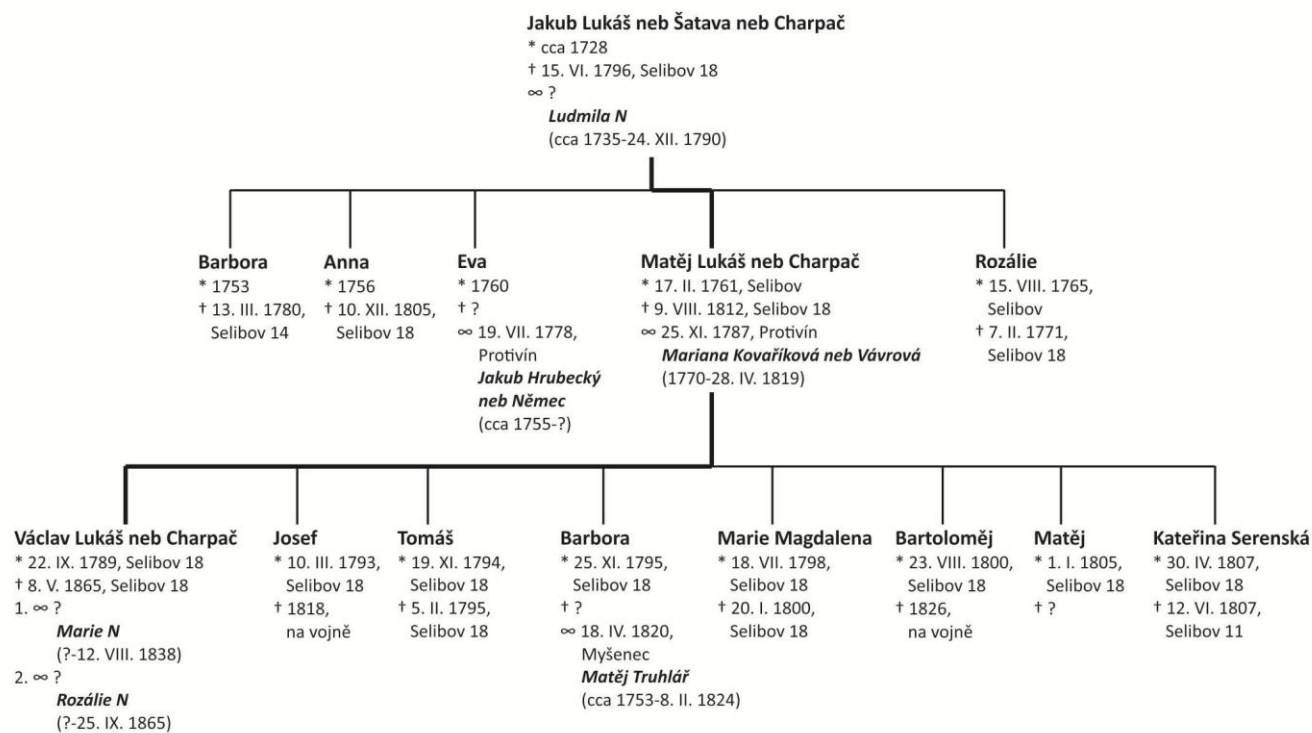 Jakub Lukáš neb Šatava neb Charpač
* cca 1728
† 15. VI. 1796, Selibov 18
∞ ?
Ludmila N
(cca 1735-24. XII. 1790)
Barbora
* 1753
† 13. III. 1780,
Selibov 14
Anna
* 1756
† 10. XII. 1805,
Selibov 18
Eva
* 1760
† ?
∞ 19. VII. 1778,
Protivín
Jakub Hrubecký
neb Němec
(cca 1755-?)
Matěj Lukáš neb Charpač
* 17. II. 1761, Selibov
† 9. VIII. 1812, Selibov 18
∞ 25. XI. 1787, Protivín
Mariana Kovaříková neb Vávrová
(1770-28. IV. 1819)
Rozálie
* 15. VIII. 1765,
Selibov
† 7. II. 1771,
Selibov 18
Václav Lukáš neb Charpač
* 22. IX. 1789, Selibov 18
† 8. V. 1865, Selibov 18
1. ∞ ?
Marie N
(?-12. VIII. 1838)
2. ∞ ?
Rozálie N
(?-25. IX. 1865)
Josef
* 10. III. 1793,
Selibov 18
† 1818,
na vojně
Tomáš
* 19. XI. 1794,
Selibov 18
† 5. II. 1795,
Selibov 18
Barbora
* 25. XI. 1795,
Selibov 18
† ?
∞ 18. IV. 1820,
Myšenec
Matěj Truhlář
(cca 1753-8. II. 1824)
Marie Magdalena
* 18. VII. 1798,
Selibov 18
† 20. I. 1800,
Selibov 18
Bartoloměj
* 23. VIII. 1800,
Selibov 18
† 1826,
na vojně
Matěj
* 1. I. 1805,
Selibov 18
† ?
Kateřina Serenská
* 30. IV. 1807,
Selibov 18
† 12. VI. 1807,
Selibov 11